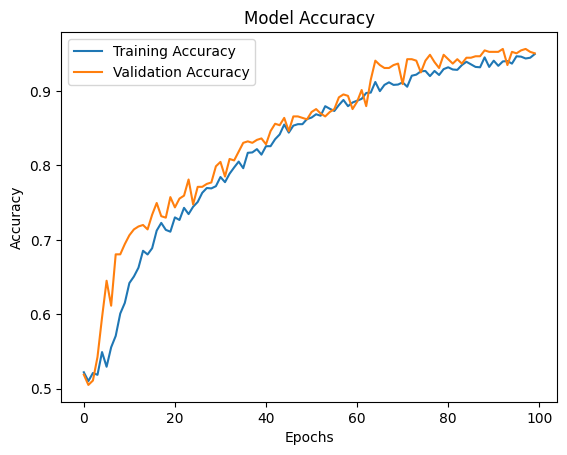 Model Accuracy
Training Accuracy
Validation Accuracy
0.9
0.8
0.7
0.6
0.5
Accuracy
0 20 40 60 80 100
Epochs